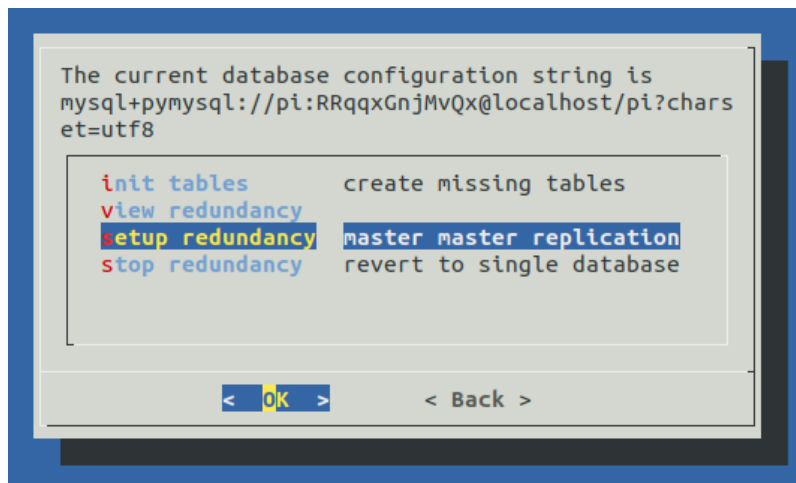 The current database configuration string is
mysql+pymysql://pi:RRqqxGnjMvQx@localhost/pi?chars
et=utf8
init tables create missing tables
view redundancy
setup redundancy master master replication
stop redundancy revert to single database
< OK > < Back >